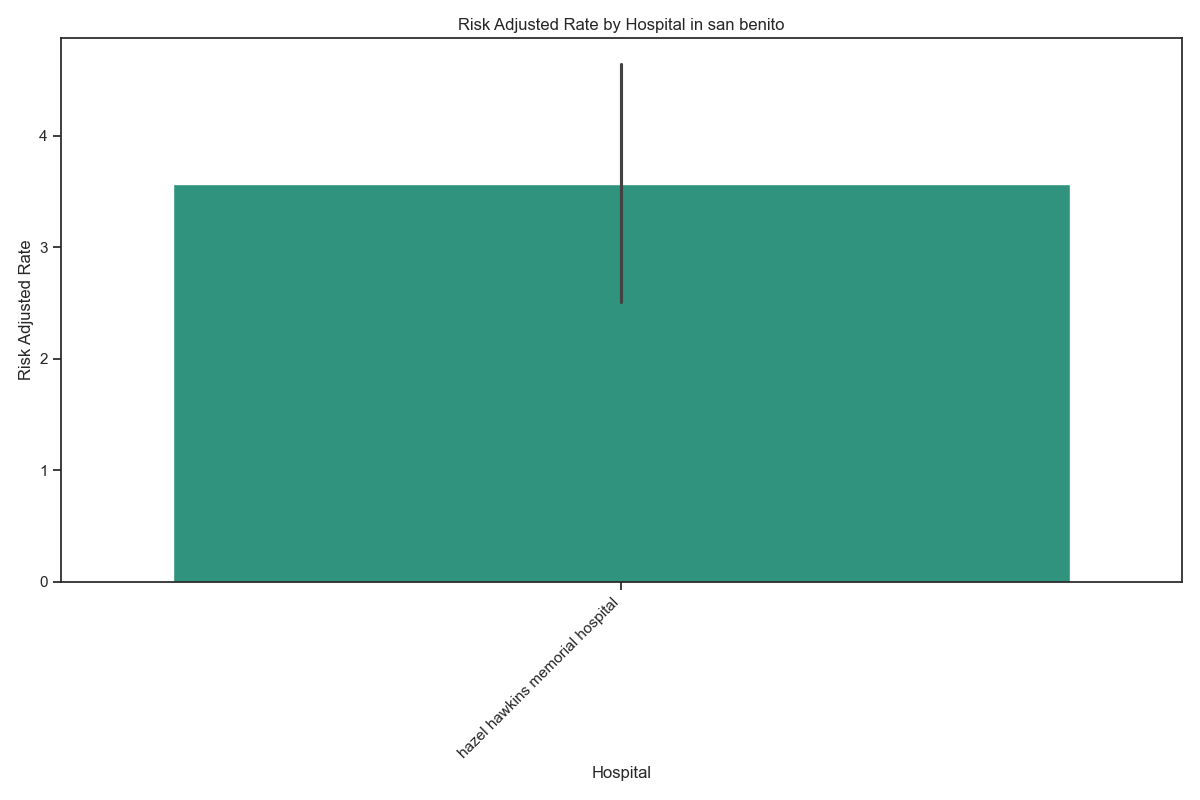 Risk Adjusted Rate by Hospital in san benito
Risk Adjusted Rate
4
3
2
1
0
hazel hawkins memorial hospital
Hospital